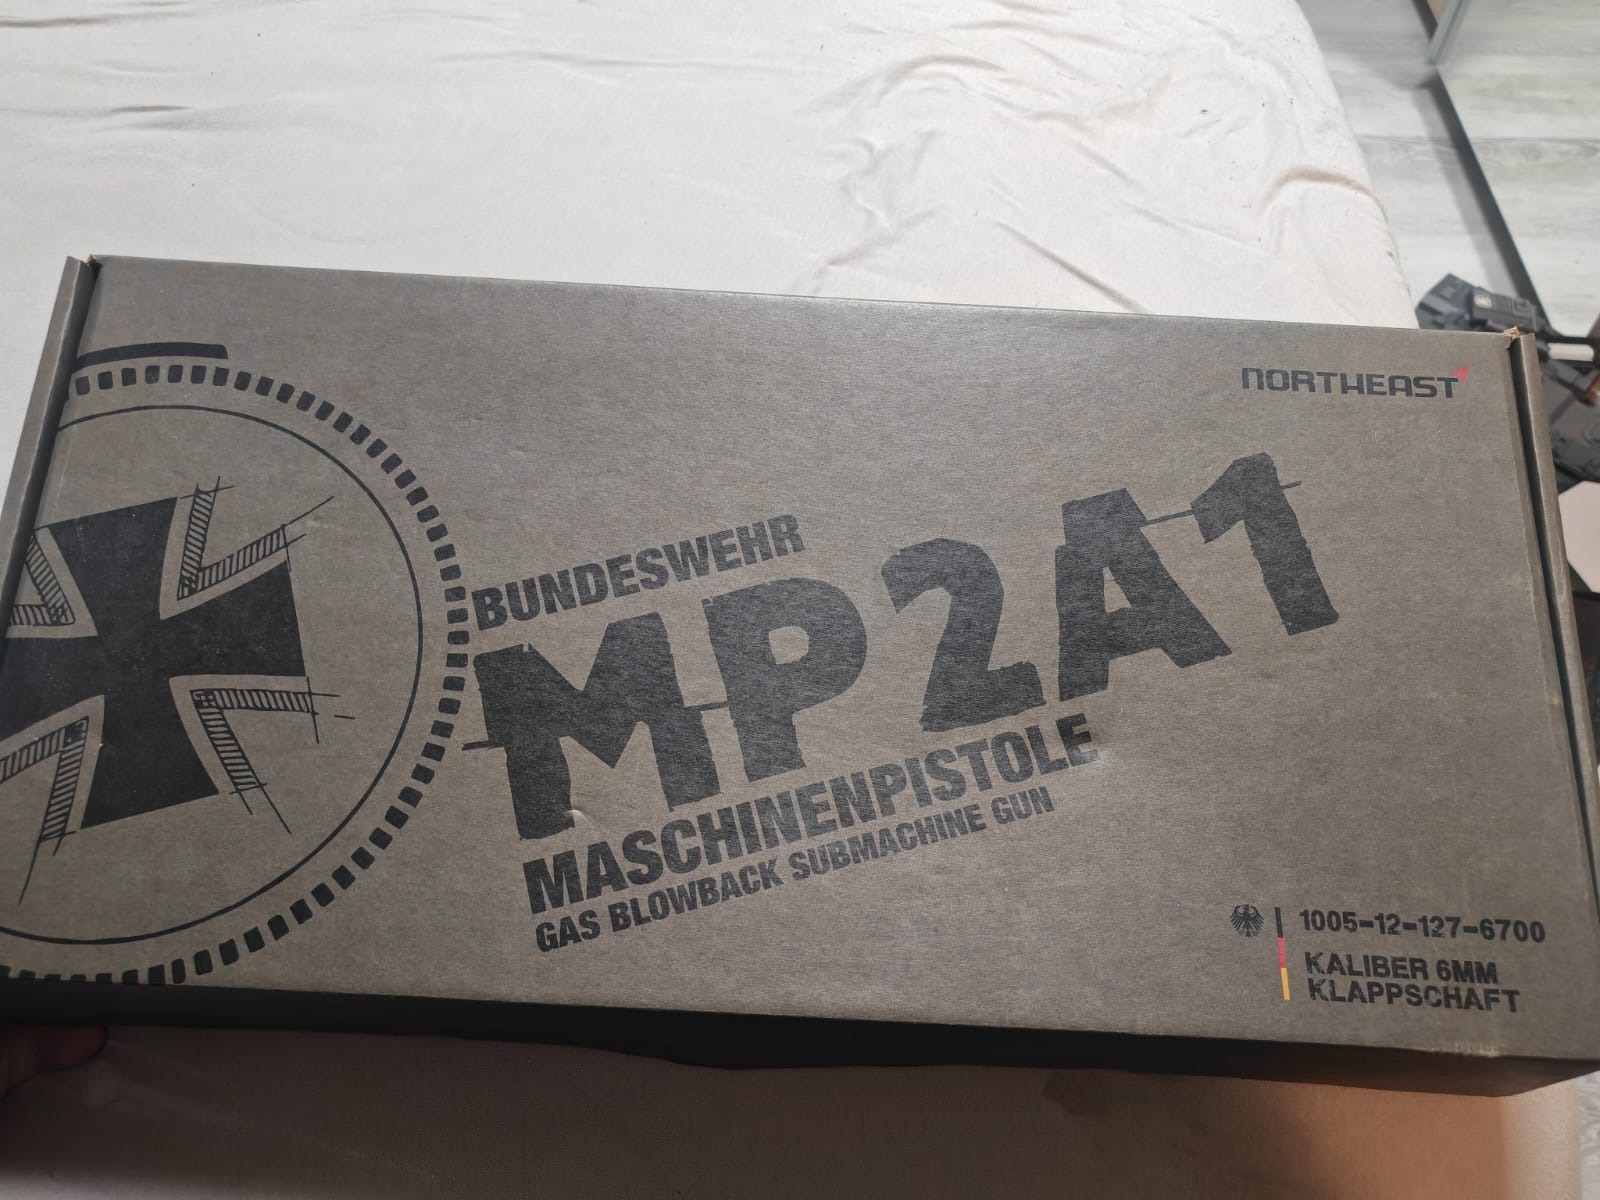 NORTHEAST
BUNDESWEHR
MP2A1
MASCHINENPISTOLE
GAS BLOWBACK SUBMACHINE GUN
1005-12-127-6700
KALIBER 6MM
KLAPPSCHAFT